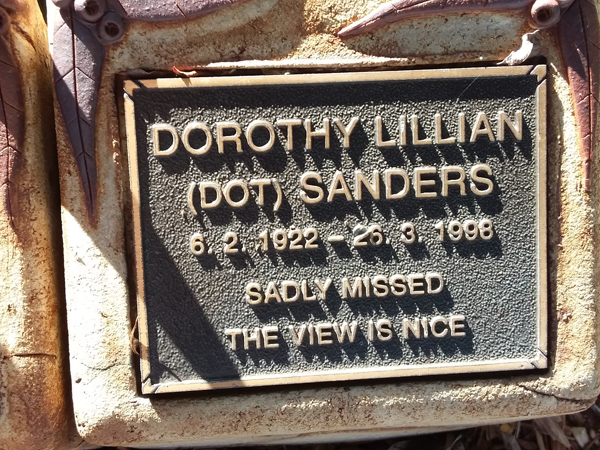 DOROTHY LILLIAN
(DOT) SANDERS
6. 2. 1922 – 26. 3. 1998
SADLY MISSED
THE VIEW IS NICE